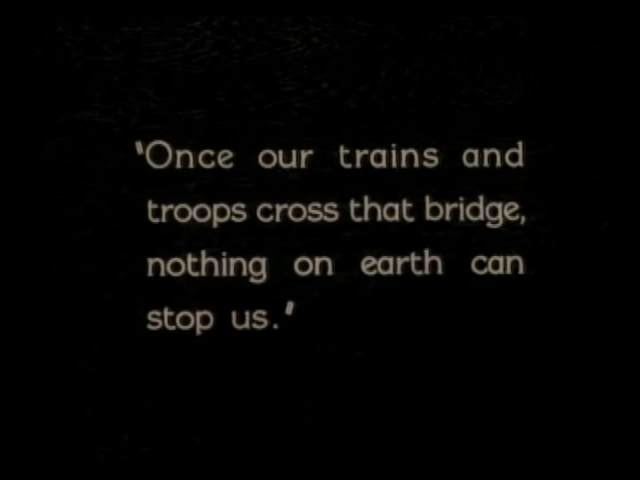 'Once our trains and
troops cross that bridge,
nothing on earth can
stop us.'